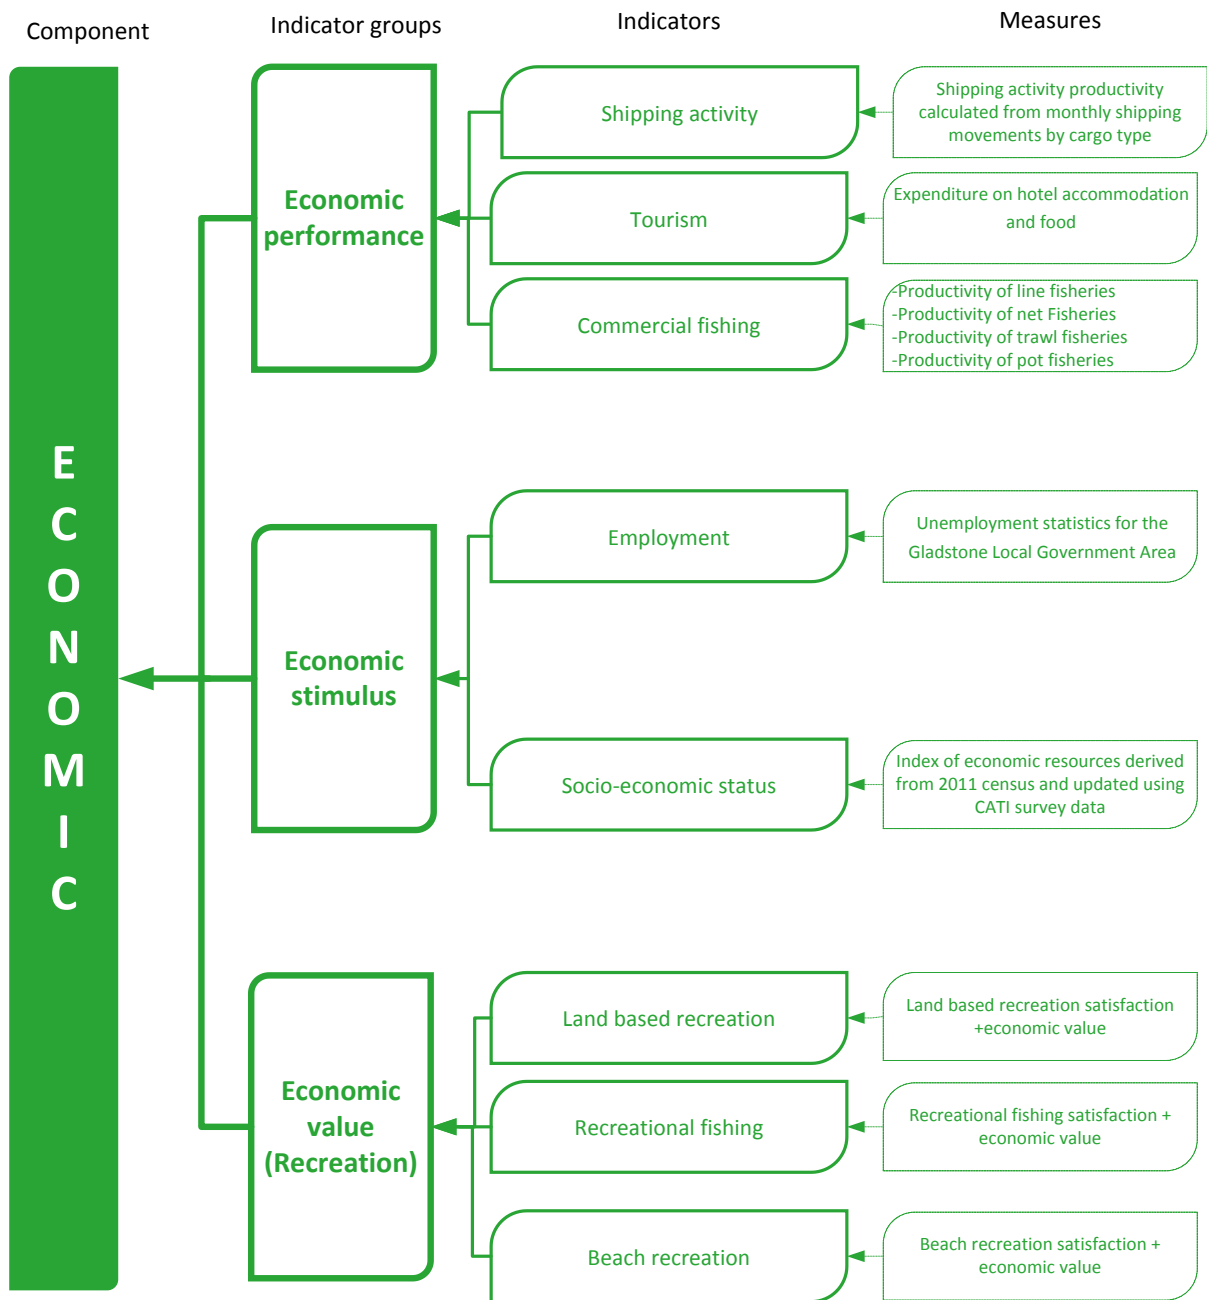 Component
Indicator groups
Indicators
Measures
E
C
O
N
O
M
I
C
Economic
performance
Shipping activity
Shipping activity productivity
calculated from monthly shipping
movements by cargo type
Tourism
Expenditure on hotel accommodation
and food
Commercial fishing
-Productivity of line fisheries
-Productivity of net Fisheries
-Productivity of trawl fisheries
-Productivity of pot fisheries
Economic
stimulus
Employment
Unemployment statistics for the
Gladstone Local Government Area
Socio-economic status
Index of economic resources derived
from 2011 census and updated using
CATI survey data
Economic
value
(Recreation)
Land based recreation
Land based recreation satisfaction
+economic value
Recreational fishing
Recreational fishing satisfaction +
economic value
Beach recreation
Beach recreation satisfaction +
economic value